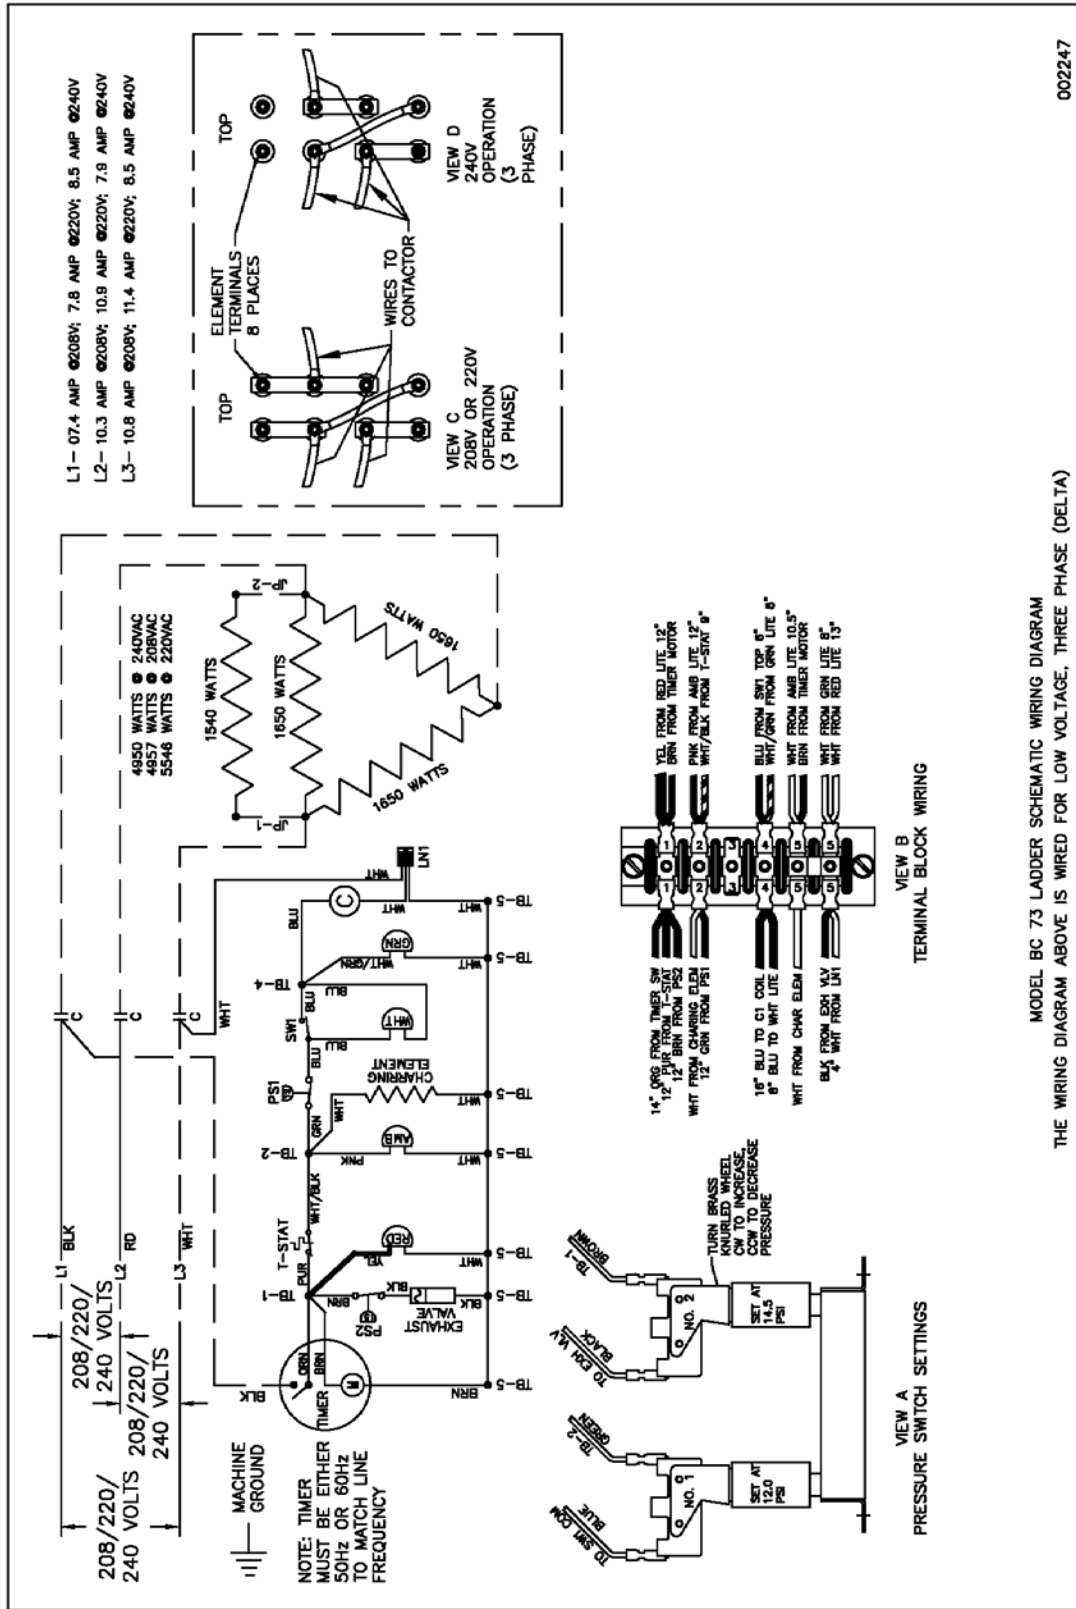 L1- 07.4 AMP @208V; 7.8 AMP @220V; 8.5 AMP @240V
L2- 10.3 AMP @208V; 10.9 AMP @220V; 7.9 AMP @240V
L3- 10.8 AMP @208V; 11.4 AMP @220V; 8.5 AMP @240V
TOP
TOP
ELEMENT
TERMINALS
8 PLACES
WIRES TO
CONTACTOR
VIEW C
208V OR 220V
OPERATION
(3 PHASE)
VIEW D
240V
OPERATION
(3
PHASE)
208/220/
240 VOLTS
208/220/
240 VOLTS
208/220/
240 VOLTS
L1
BLK
L2
RD
L3
WHT
C
C
C
WHT
4950 WATTS @ 240VAC
4957 WATTS @ 208VAC
5546 WATTS @ 220VAC
1540 WATTS
1650 WATTS
1650 WATTS
1650 WATTS
JP-1
JP-2
MACHINE
GROUND
NOTE: TIMER
MUST BE EITHER
50Hz OR 60Hz
TO MATCH LINE
FREQUENCY
BLK
TIMER
M
ORN
BRN
BRN
TB-5
TB-1
PUR
T-STAT
WHT/BLK
BRN
PS2
BLK
EXHAUST
VALVE
BLK
TB-5
YEL
RED
WHT
TB-5
TB-2
PNK
AMB
WHT
TB-5
GRN
WHT
CHARRING
ELEMENT
WHT
TB-5
PS1
BLU
SW1
BLU
BLU
WHT
BLU
TB-4
WHT/GRN
GRN
WHT
TB-5
BLU
C
WHT
WHT
LN1
WHT
TB-5
TO SW1 COM
BLUE
TB-2
GREEN
NO. 1
SET AT
12.0
PSI
TO EXH VLV
BLACK
TB-1
BROWN
NO. 2
SET AT
14.5
PSI
TURN BRASS
KNURLED WHEEL
CW TO INCREASE,
CCW TO DECREASE
PRESSURE
VIEW A
PRESSURE SWITCH SETTINGS
14" ORG FROM TIMER SW
12" PUR FROM T-STAT
12" BRN FROM PS2
WHT FROM CHARING ELEM
12" GRN FROM PS1
16" BLU TO C1 COIL
8" BLU TO WHT LITE
WHT FROM CHAR ELEM
BLK FROM EXH VLV
4" WHT FROM LN1
1 1
2 2
3 3
4 4
5 5
5 5
YEL FROM RED LITE 12"
BRN FROM TIMER MOTOR
PNK FROM AMB LITE 12"
WHT/BLK FROM T-STAT 9"
BLU FROM SW1 TOP 6"
WHT/GRN FROM GRN LITE 8"
WHT FROM AMB LITE 10.5"
BRN FROM TIMER MOTOR
WHT FROM GRN LITE 8"
WHT FROM RED LITE 13"
VIEW B
TERMINAL BLOCK WIRING
MODEL BC 73 LADDER SCHEMATIC WIRING DIAGRAM
THE WIRING DIAGRAM ABOVE IS WIRED FOR LOW VOLTAGE, THREE PHASE (DELTA)
002247